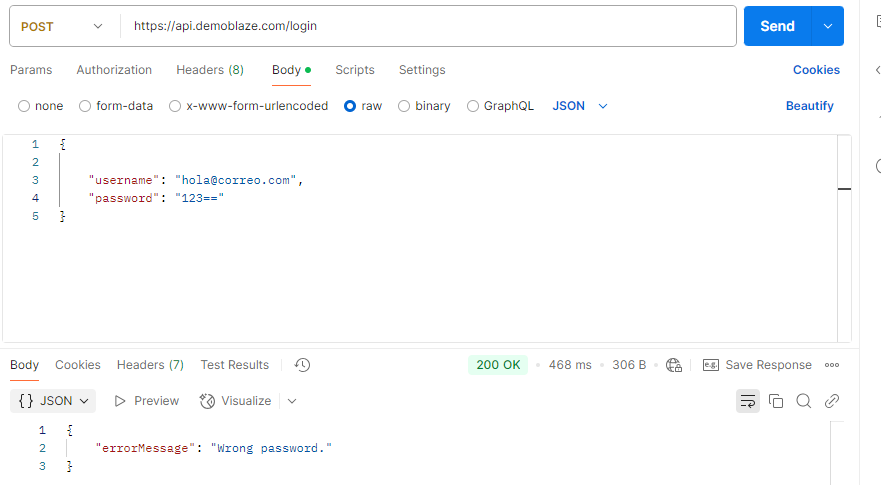 POST https://api.demoblaze.com/login Send
Params Authorization Headers (8) Body Scripts Settings Cookies
none form-data x-www-form-urlencoded raw binary GraphQL JSON Beautify
1 {
2
3 "username": "hola@correo.com",
4 "password": "123=="
5 }
Body Cookies Headers (7) Test Results 200 OK 468 ms 306 B e.g. Save Response
{} JSON Preview Visualize
1 {
2 "errorMessage": "Wrong password."
3 }